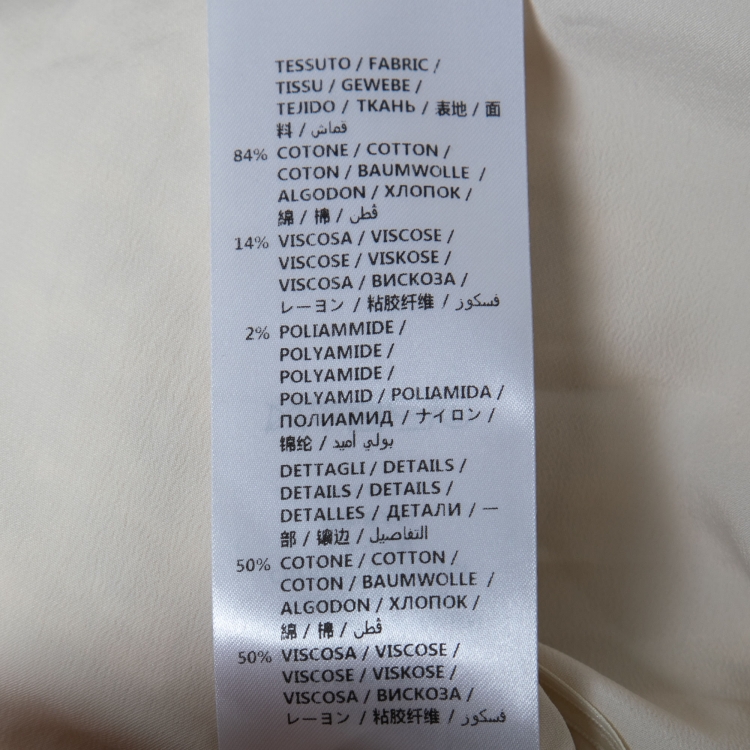 TESSUTO / FABRIC /
TISSU / GEWEBE /
TEJIDO / ТКАНЬ / 表地 / 面
料 / قماش
84% COTONE / COTTON /
COTON / BAUMWOLLE /
ALGODON / ХЛОПОК /
綿 / 棉 / قطن
14% VISCOSA / VISCOSE /
VISCOSE / VISKOSE /
VISCOSA / ВИСКОЗА /
レーヨン / 粘胶纤维 / فسكوز
2% POLIAMMIDE /
POLYAMIDE /
POLYAMIDE /
POLYAMID / POLIAMIDA /
ПОЛИАМИД / ナイロン /
锦纶 / بولي أميد
DETTAGLI / DETAILS /
DETAILS / DETAILS /
DETALLES / ДЕТАЛИ / 一
部 / 镶边 / التفاصيل
50% COTONE / COTTON /
COTON / BAUMWOLLE /
ALGODON / ХЛОПОК /
綿 / 棉 / قطن
50% VISCOSA / VISCOSE /
VISCOSE / VISKOSE /
VISCOSA / ВИСКОЗА /
レーヨン / 粘胶纤维 / فسكوز